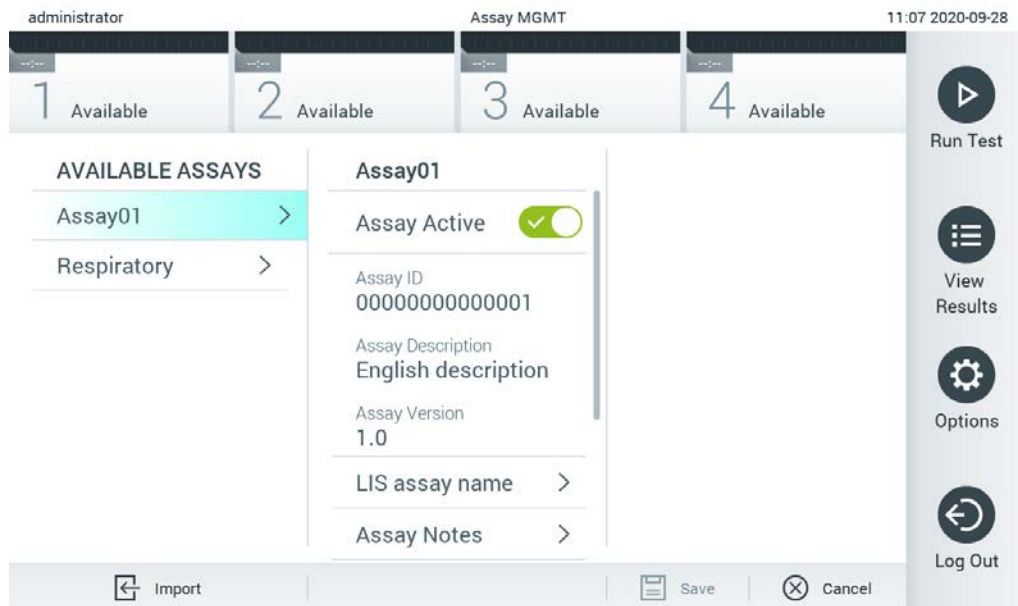 administrator
Assay MGMT
11:07 2020-09-28
--:--
1 Available
--:--
2 Available
--:--
3 Available
--:--
4 Available
Run Test
View
Results
Options
Log Out
AVAILABLE ASSAYS
Assay01
Respiratory
Assay01
Assay Active
Assay ID
00000000000001
Assay Description
English description
Assay Version
1.0
LIS assay name
Assay Notes
Import
Save
Cancel